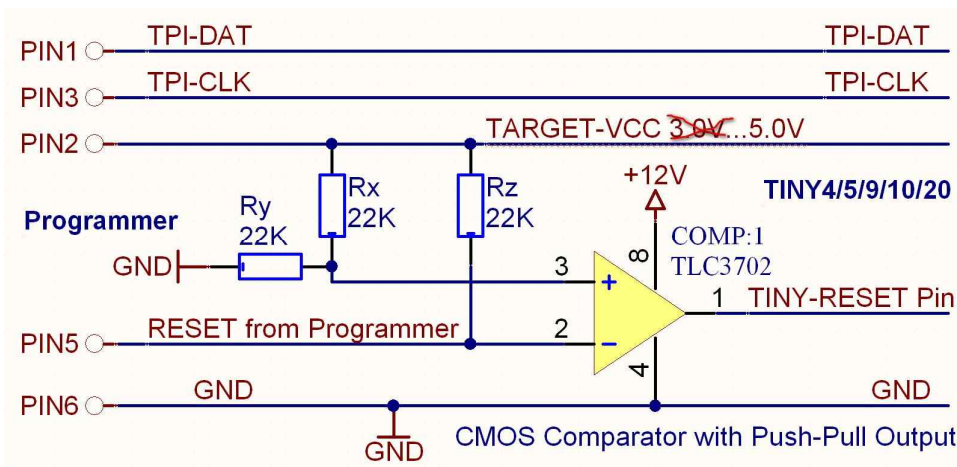 PIN1 TPI-DAT TPI-DAT
PIN3 TPI-CLK TPI-CLK
PIN2 TARGET-VCC 3.0V...5.0V
+12V
TINY4/5/9/10/20
Programmer
Ry
22K
Rx
22K
Rz
22K
COMP:1
TLC3702
GND
3 + 8
1 TINY-RESET Pin
PIN5 RESET from Programmer 2 -
4
PIN6 GND GND
GND
CMOS Comparator with Push-Pull Output